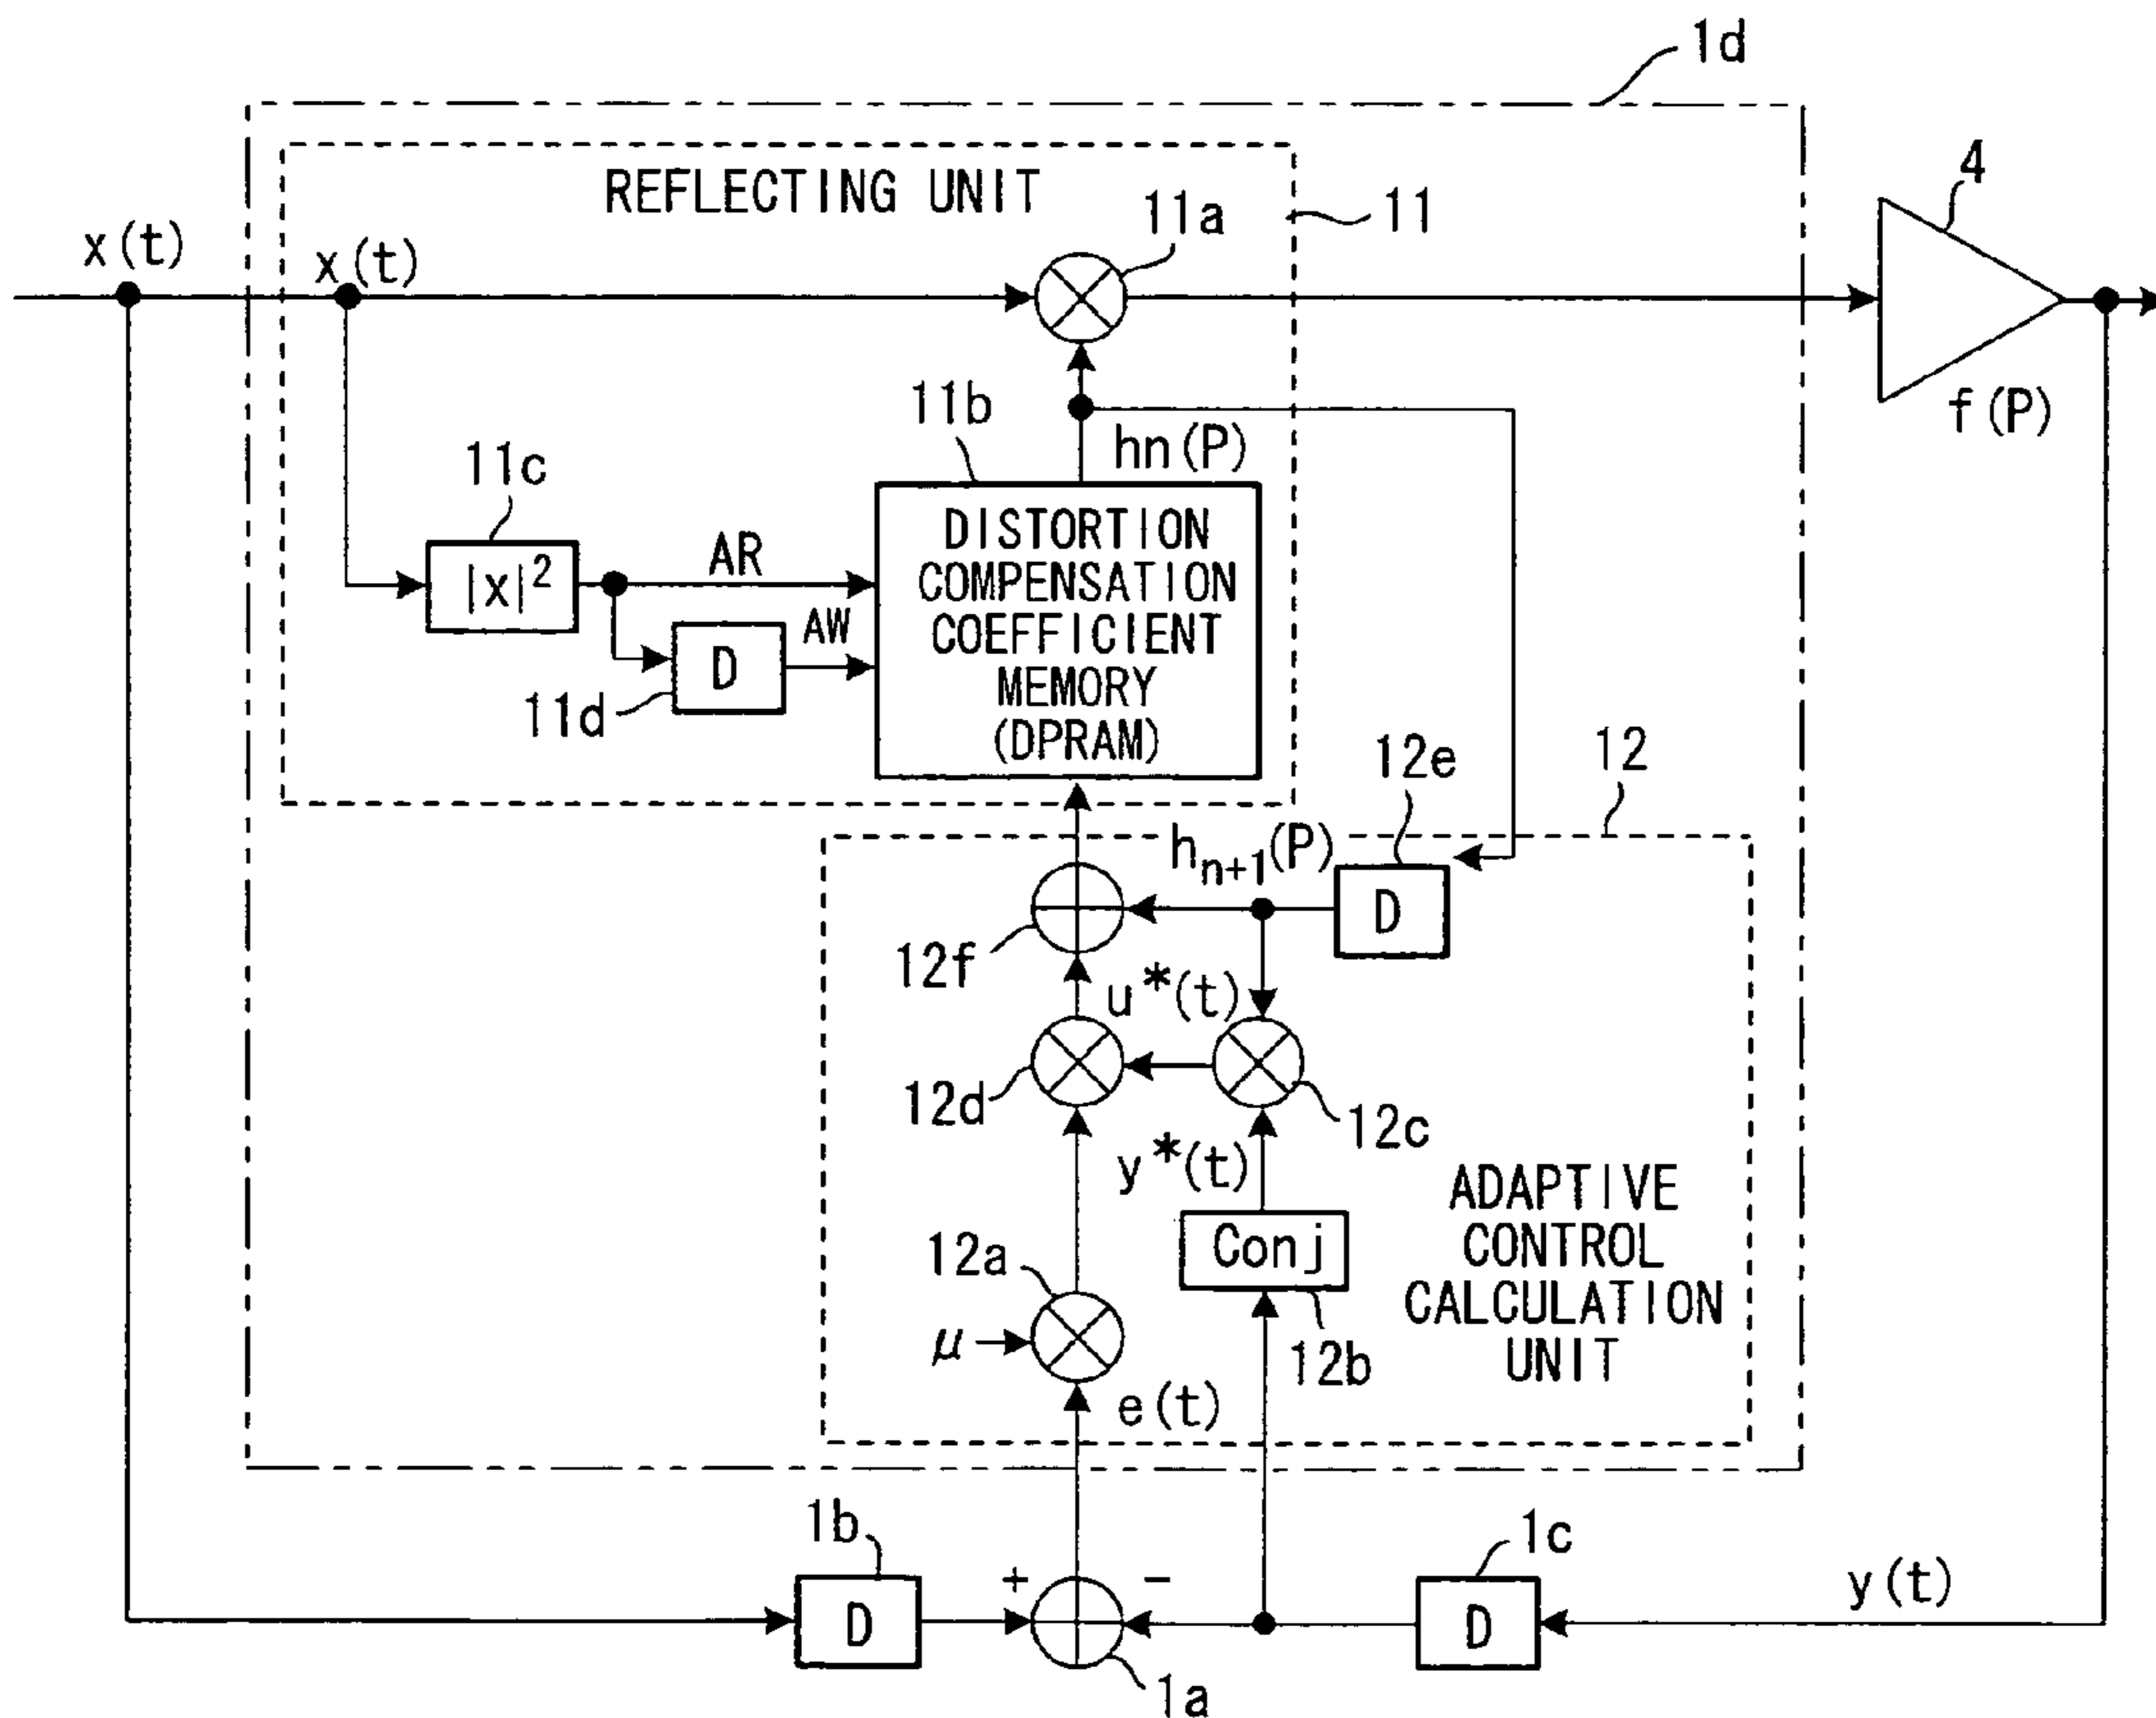 1d
REFLECTING UNIT
11a
11
4
x(t)
x(t)
f(P)
11b
hn(P)
11c
|x|²
AR
AW
D
11d
DISTORTION
COMPENSATION
COEFFICIENT
MEMORY
(DPRAM)
12e
12
hn+1(P)
D
12f
u*(t)
12d
12c
y*(t)
ADAPTIVE
CONTROL
CALCULATION
UNIT
12a
Conj
μ
12b
e(t)
1b
1c
+
-
D
D
y(t)
1a